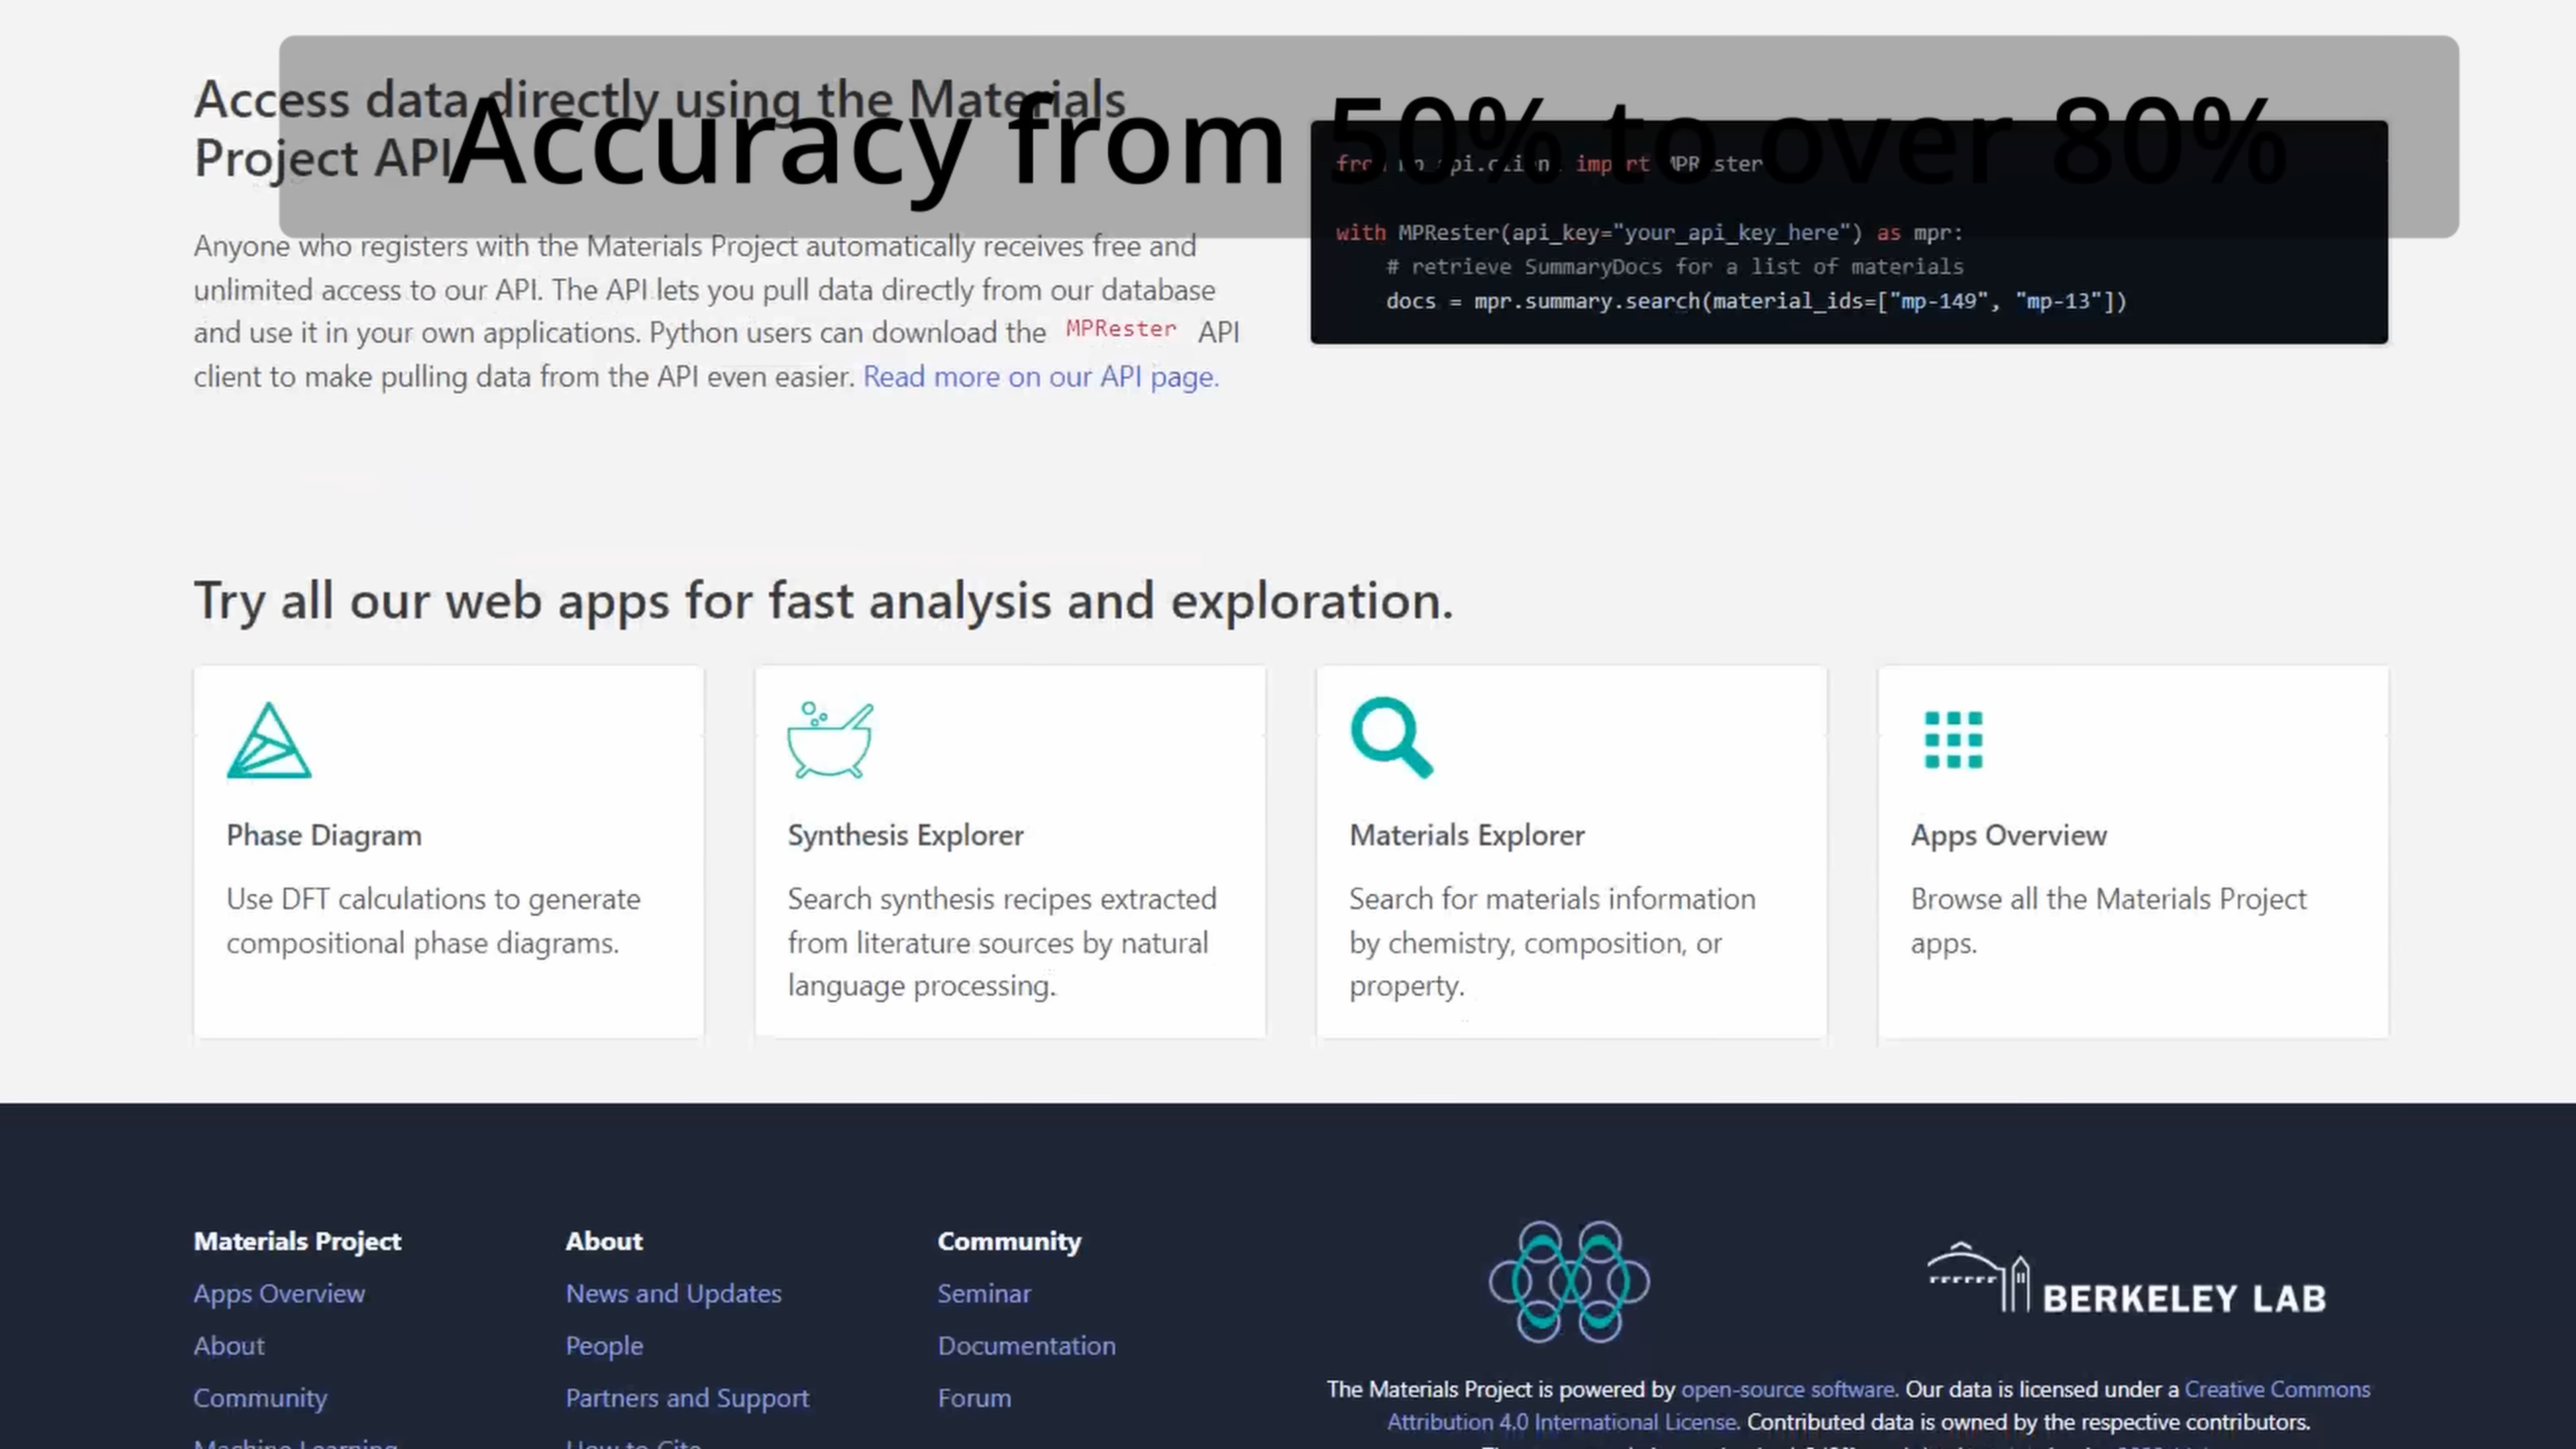 Accuracy from 50% to over 80%
Access data directly using the Materials
Project API
Anyone who registers with the Materials Project automatically receives free and
unlimited access to our API. The API lets you pull data directly from our database
and use it in your own applications. Python users can download the MPRester API
client to make pulling data from the API even easier. Read more on our API page.
from mp_api.client import MPRester
with MPRester(api_key="your_api_key_here") as mpr:
# retrieve SummaryDocs for a list of materials
docs = mpr.summary.search(material_ids=["mp-149", "mp-13"])
Try all our web apps for fast analysis and exploration.
Phase Diagram
Use DFT calculations to generate
compositional phase diagrams.
Synthesis Explorer
Search synthesis recipes extracted
from literature sources by natural
language processing.
Materials Explorer
Search for materials information
by chemistry, composition, or
property.
Apps Overview
Browse all the Materials Project
apps.
Materials Project
Apps Overview
About
Community
Machine Learning
About
News and Updates
People
Partners and Support
How to Cite
Community
Seminar
Documentation
Forum
BERKELEY LAB
The Materials Project is powered by open-source software. Our data is licensed under a Creative Commons
Attribution 4.0 International License. Contributed data is owned by the respective contributors.